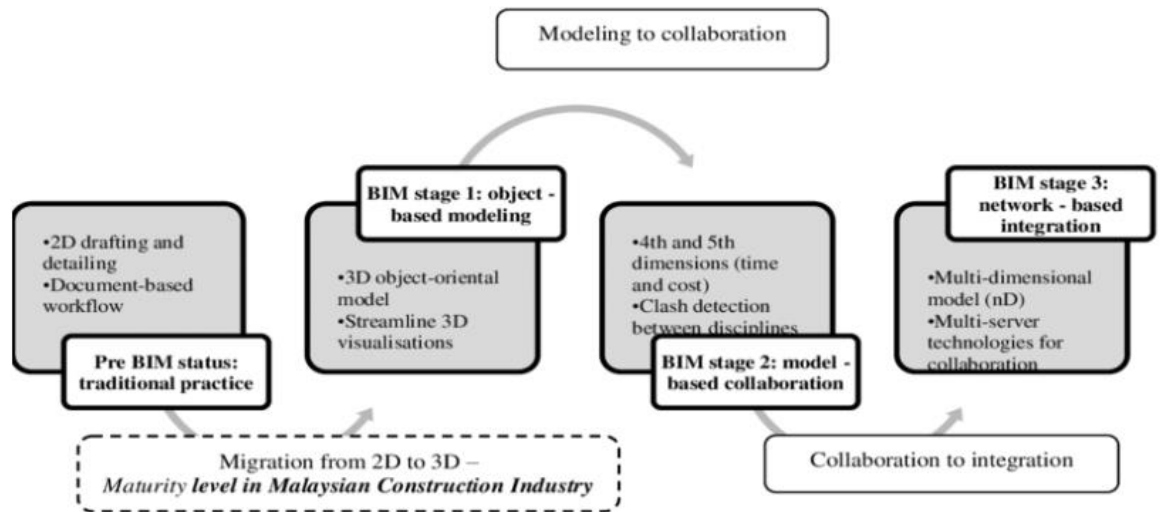 Modeling to collaboration
•2D drafting and
detailing
•Document-based
workflow
Pre BIM status:
traditional practice
BIM stage 1: object -
based modeling
•3D object-oriental
model
•Streamline 3D
visualisations
•4th and 5th
dimensions (time
and cost)
•Clash detection
between disciplines
BIM stage 2: model -
based collaboration
BIM stage 3:
network - based
integration
•Multi-dimensional
model (nD)
•Multi-server
technologies for
collaboration
Migration from 2D to 3D –
Maturity level in Malaysian Construction Industry
Collaboration to integration